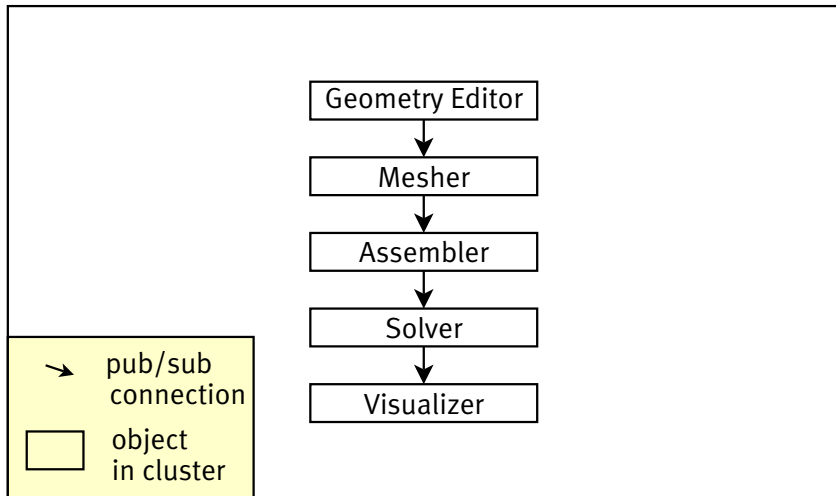 Geometry Editor
Mesher
Assembler
Solver
Visualizer
pub/sub
connection
object
in cluster